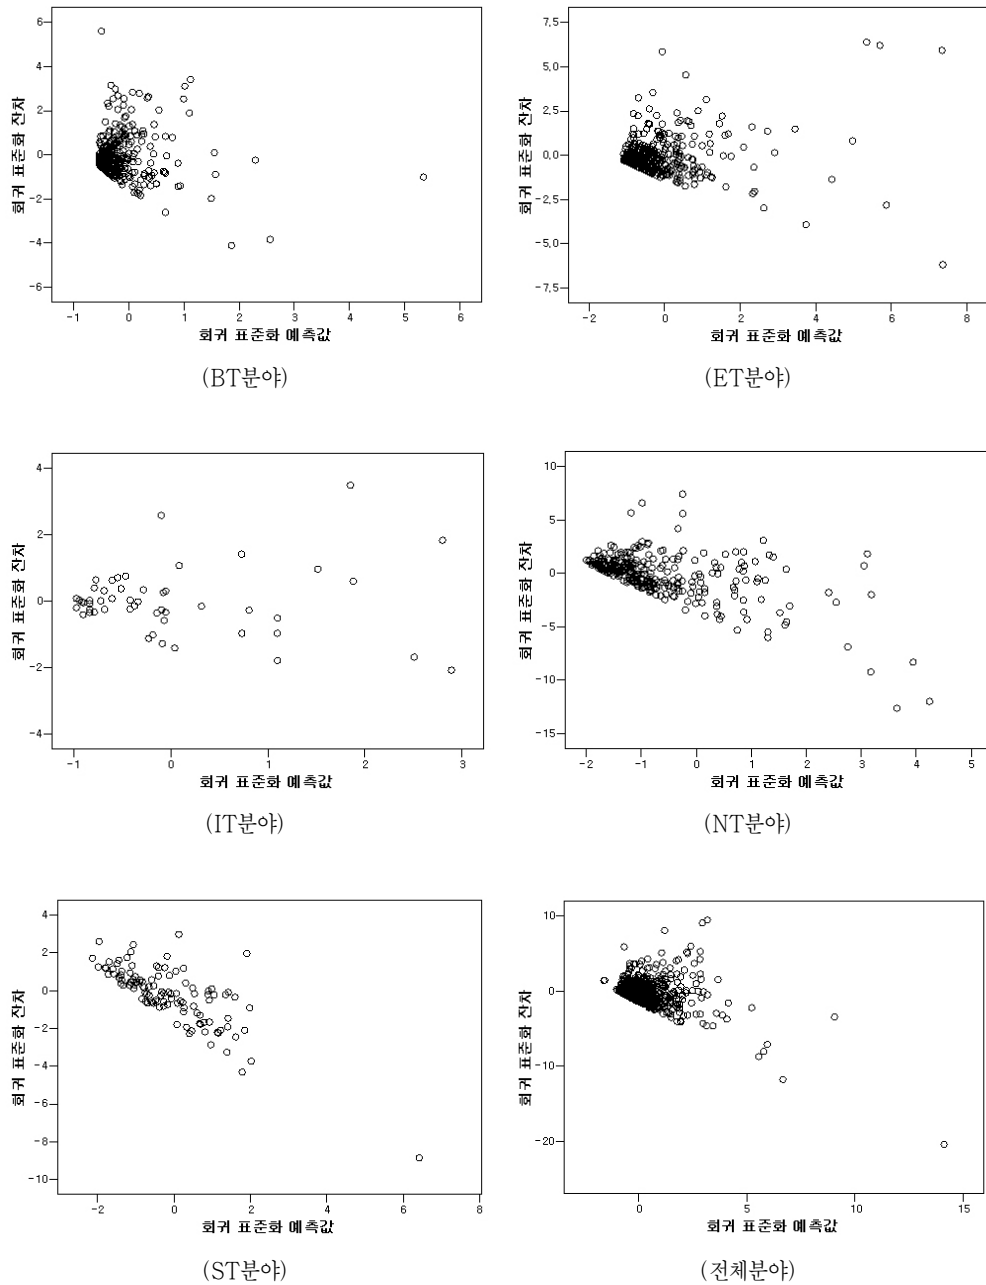 6
4
2
0
-2
-4
-6
회귀 표준화 잔차
-1 0 1 2 3 4 5 6
회귀 표준화 예측값
(BT분야)
7.5
5.0
2.5
0.0
-2.5
-5.0
-7.5
회귀 표준화 잔차
-2 0 2 4 6 8
회귀 표준화 예측값
(ET분야)
4
2
0
-2
-4
회귀 표준화 잔차
-1 0 1 2 3
회귀 표준화 예측값
(IT분야)
10
5
0
-5
-10
-15
회귀 표준화 잔차
-2 -1 0 1 2 3 4 5
회귀 표준화 예측값
(NT분야)
4
2
0
-2
-4
-6
-8
-10
회귀 표준화 잔차
-2 0 2 4 6 8
회귀 표준화 예측값
(ST분야)
10
0
-10
-20
회귀 표준화 잔차
0 5 10 15
회귀 표준화 예측값
(전체분야)